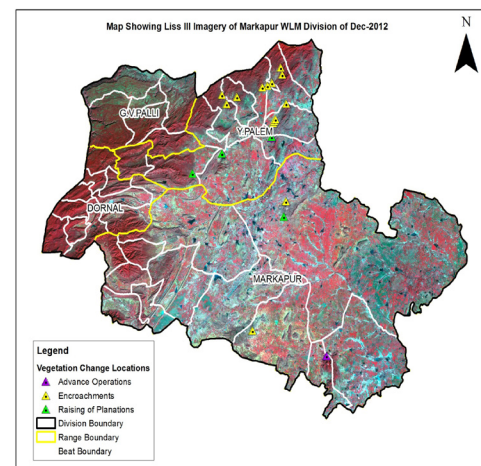 Map Showing Liss III Imagery of Markapur WLM Division of Dec-2012
N
G.V.PALLI
Y.PALEM
DORNAL
MARKAPUR
Legend
Vegetation Change Locations
Advance Operations
Encroachments
Raising of Planations
Division Boundary
Range Boundary
Beat Boundary